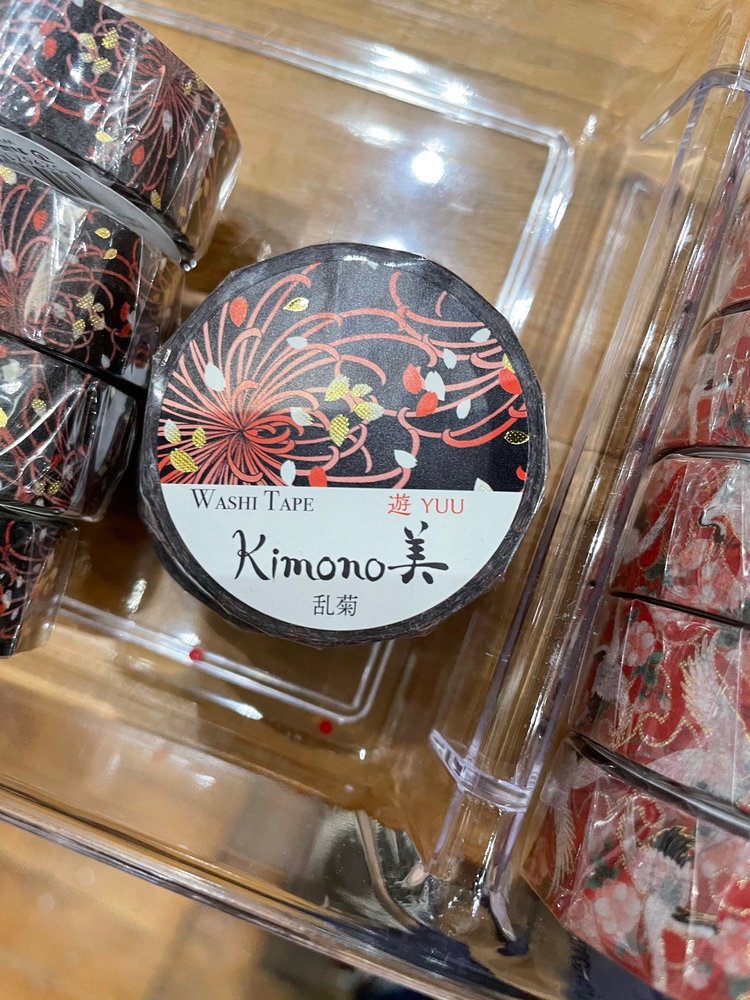 WASHI TAPE 遊 YUU
Kimono美
乱菊